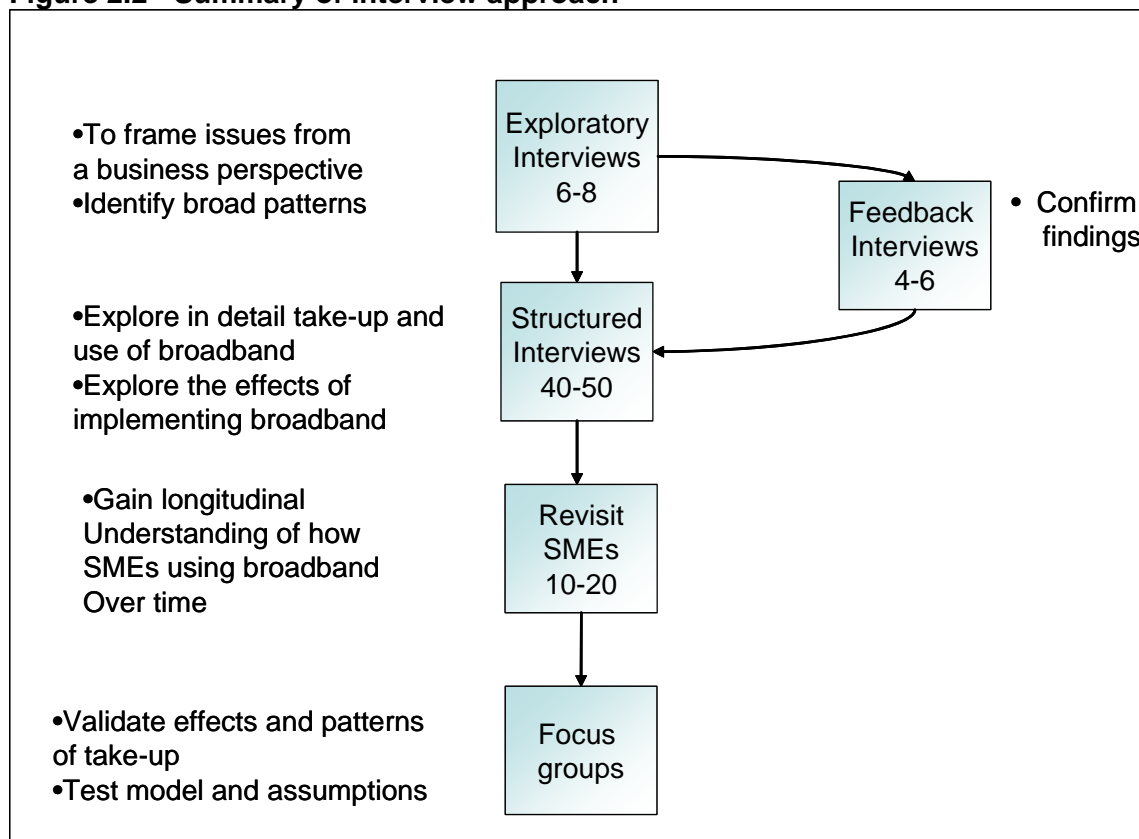 Figure 2.2 Summary of interview approach
•To frame issues from
a business perspective
•Identify broad patterns
Exploratory
Interviews
6-8
Feedback
Interviews
4-6
• Confirm
findings
•Explore in detail take-up and
use of broadband
•Explore the effects of
implementing broadband
Structured
Interviews
40-50
•Gain longitudinal
Understanding of how
SMEs using broadband
Over time
Revisit
SMEs
10-20
•Validate effects and patterns
of take-up
•Test model and assumptions
Focus
groups